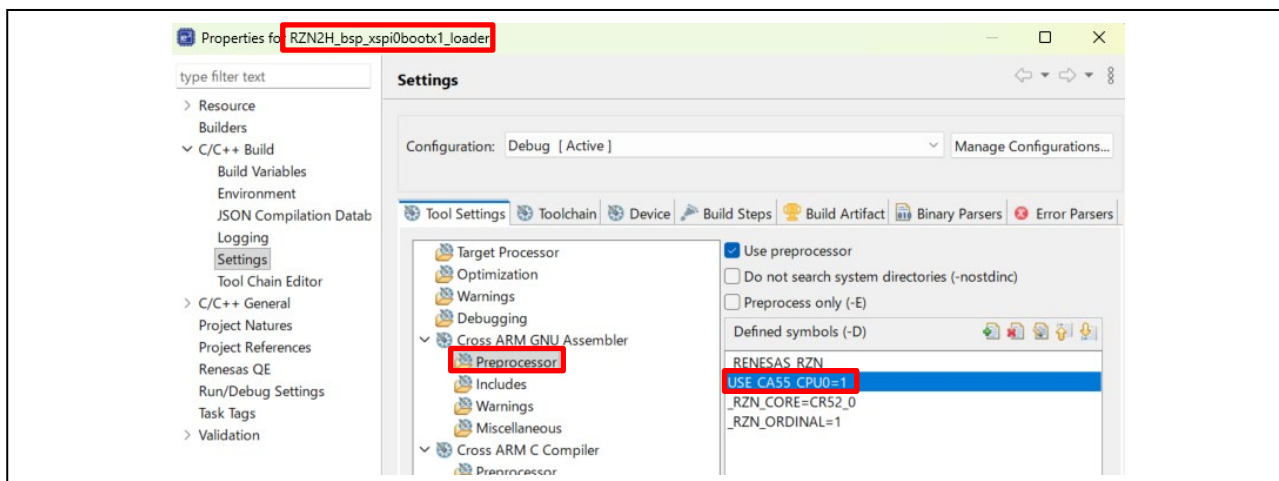 Properties for RZN2H_bsp_xspi0bootx1_loader
type filter text
Resource
Builders
C/C++ Build
Build Variables
Environment
JSON Compilation Datab
Logging
Settings
Tool Chain Editor
C/C++ General
Project Natures
Project References
Renesas QE
Run/Debug Settings
Task Tags
Validation
Settings
Configuration: Debug [ Active ] Manage Configurations...
Tool Settings Toolchain Device Build Steps Build Artifact Binary Parsers Error Parsers
Target Processor
Optimization
Warnings
Debugging
Cross ARM GNU Assembler
Preprocessor
Includes
Warnings
Miscellaneous
Cross ARM C Compiler
Preprocessor
Use preprocessor
Do not search system directories (-nostdinc)
Preprocess only (-E)
Defined symbols (-D)
_RENESAS_RZN_
USE_CA55_CPU0=1
_RZN_CORE=CR52_0
_RZN_ORDINAL=1